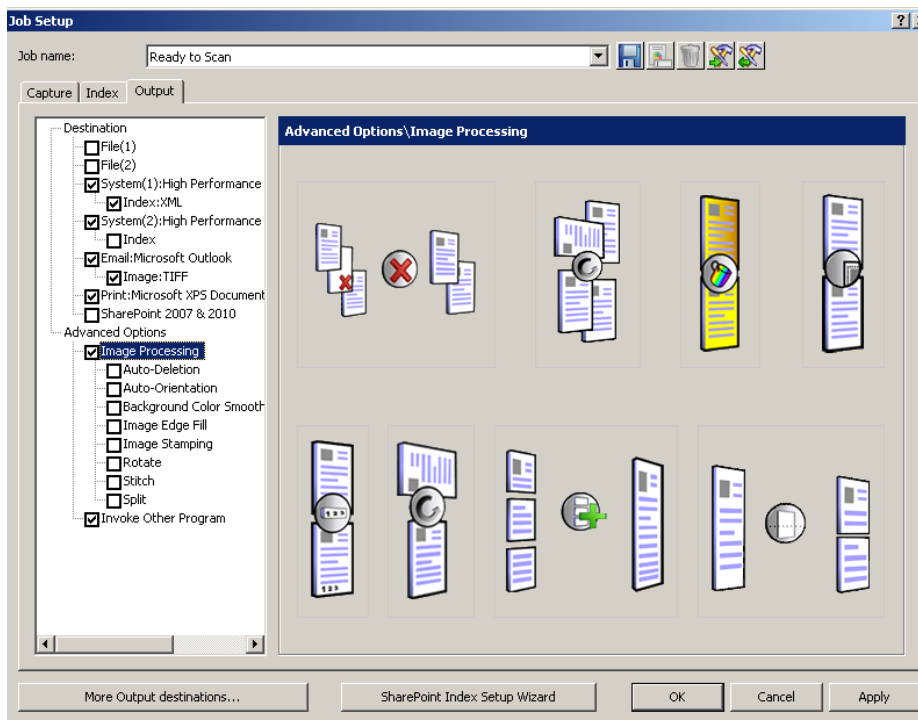 Job Setup
?
Job name:
Ready to Scan
Capture
Index
Output
Destination
File(1)
File(2)
System(1):High Performance
Index:XML
System(2):High Performance
Index
Email:Microsoft Outlook
Image:TIFF
Print:Microsoft XPS Document
SharePoint 2007 & 2010
Advanced Options
Image Processing
Auto-Deletion
Auto-Orientation
Background Color Smooth
Image Edge Fill
Image Stamping
Rotate
Stitch
Split
Invoke Other Program
Advanced Options\Image Processing
123
123
More Output destinations...
SharePoint Index Setup Wizard
OK
Cancel
Apply